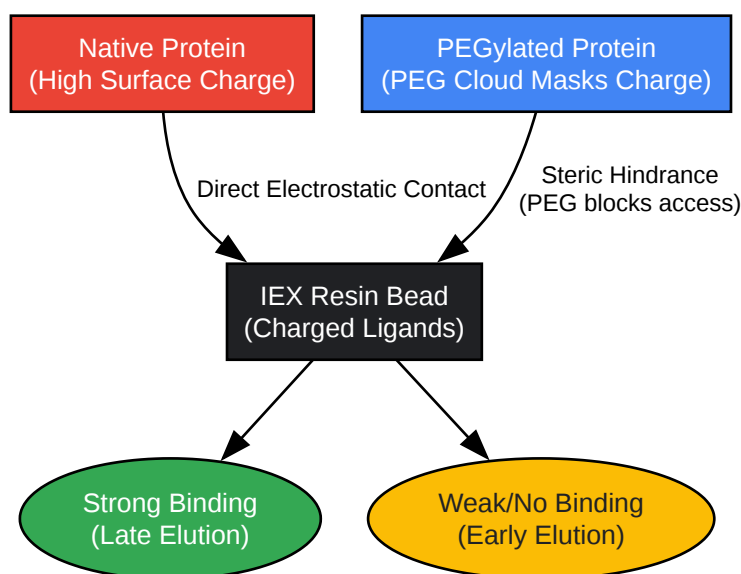 Native Protein
(High Surface Charge)
PEGylated Protein
(PEG Cloud Masks Charge)
Direct Electrostatic Contact
Steric Hindrance
(PEG blocks access)
IEX Resin Bead
(Charged Ligands)
Strong Binding
(Late Elution)
Weak/No Binding
(Early Elution)